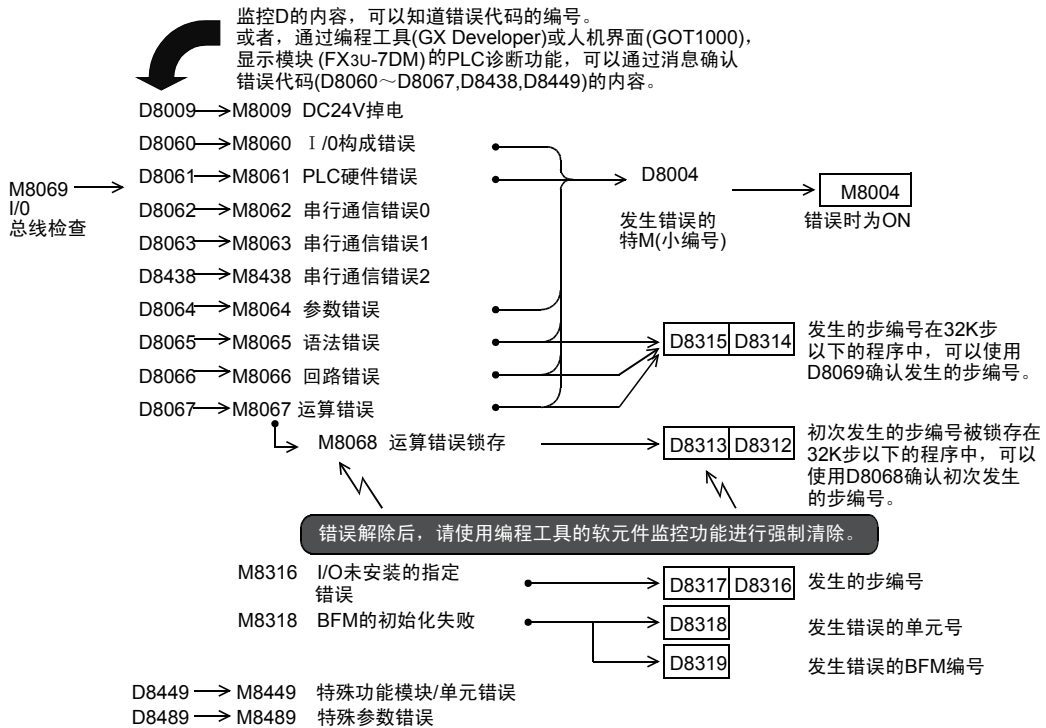 监控D的内容，可以知道错误代码的编号。
或者，通过编程工具(GX Developer)或人机界面(GOT1000)，
显示模块 (FX3U-7DM) 的PLC诊断功能，可以通过消息确认
错误代码(D8060～D8067,D8438,D8449)的内容。
D8009 M8009 DC24V掉电
D8060 M8060 Ⅰ/0构成错误
D8061 M8061 PLC硬件错误
D8062 M8062 串行通信错误0
D8063 M8063 串行通信错误1
D8438 M8438 串行通信错误2
D8064 M8064 参数错误
D8065 M8065 语法错误
D8066 M8066 回路错误
D8067 M8067 运算错误
M8068 运算错误锁存
M8069
I/0
总线检查
D8004
发生错误的
特M(小编号)
M8004
错误时为ON
D8315 D8314
发生的步编号在32K步
以下的程序中，可以使用
D8069确认发生的步编号。
D8313 D8312
初次发生的步编号被锁存在
32K步以下的程序中，可以
使用D8068确认初次发生
的步编号。
错误解除后，请使用编程工具的软元件监控功能进行强制清除。
M8316 I/O未安装的指定
错误
D8317 D8316 发生的步编号
M8318 BFM的初始化失败
D8318 发生错误的单元号
D8319 发生错误的BFM编号
D8449 M8449 特殊功能模块/单元错误
D8489 M8489 特殊参数错误